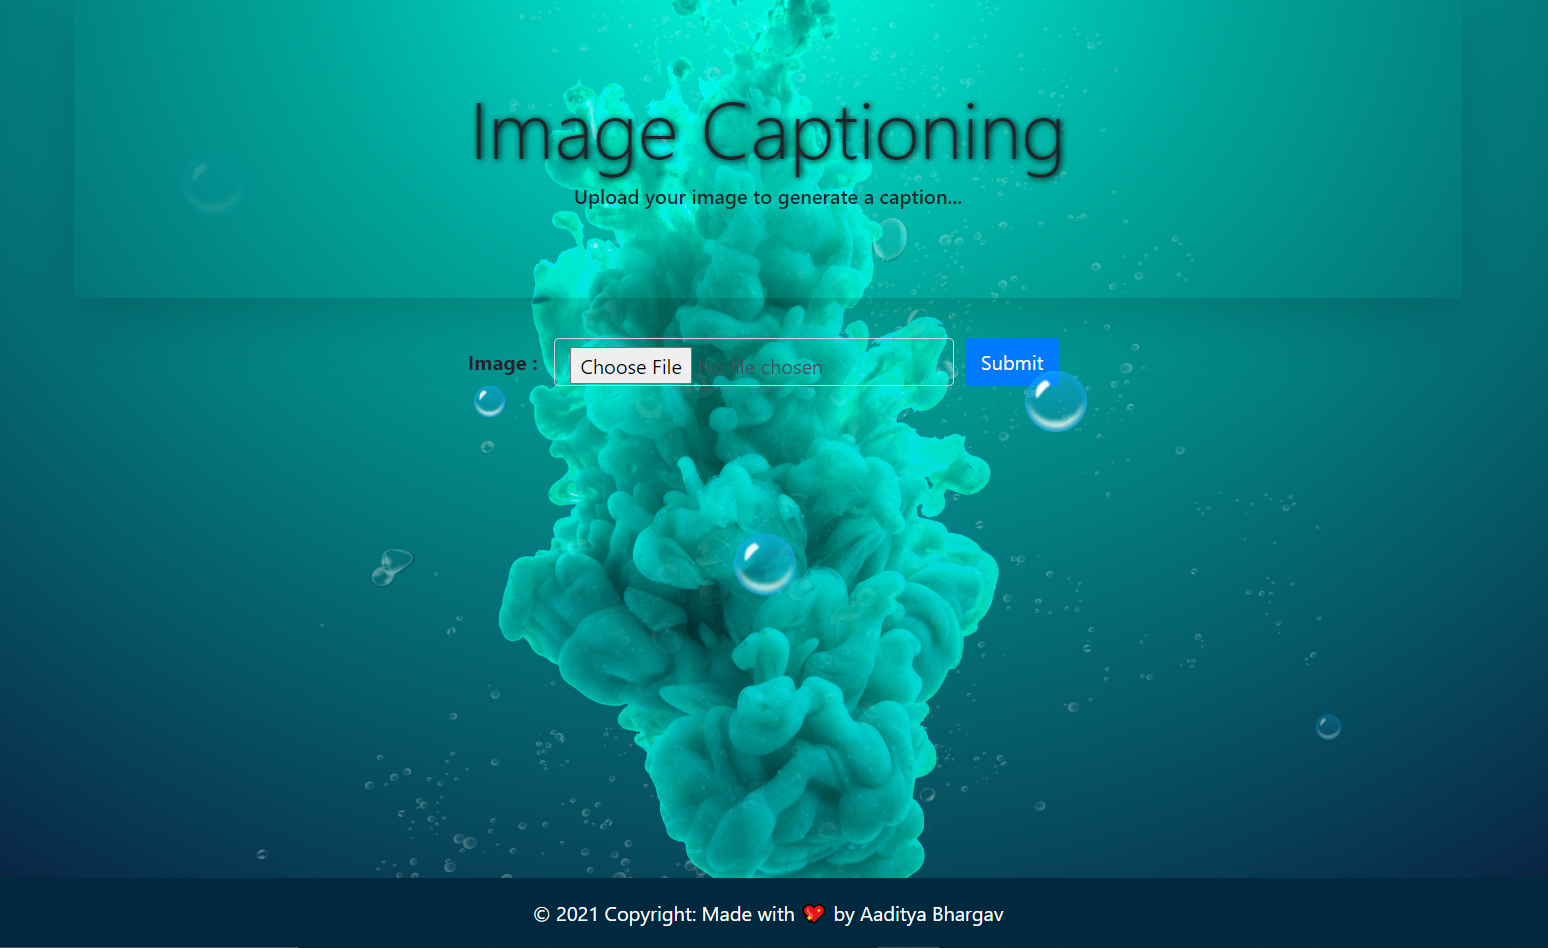 Image Captioning
Upload your image to generate a caption...
Image : Choose File No file chosen Submit
© 2021 Copyright: Made with 💖 by Aaditya Bhargav